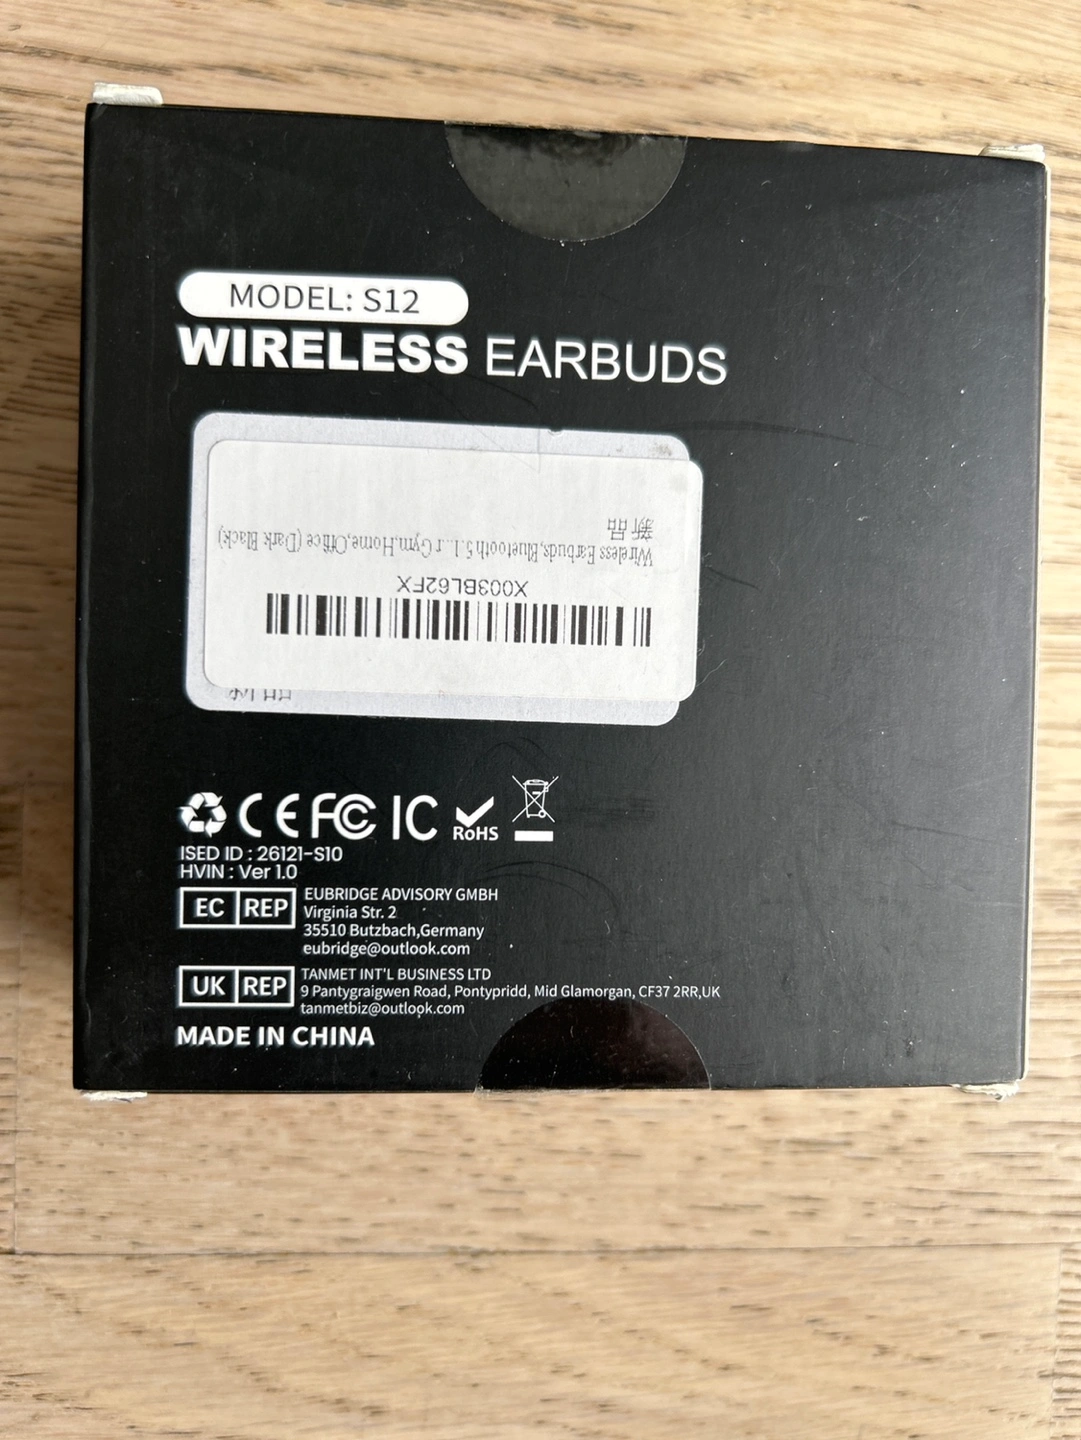 MODEL: S12
WIRELESS EARBUDS
X003BL62FX
Wireless Earbuds,Bluetooth5.1...r Gym,Home,Office (Dark Black)
新品
CE FCC IC RoHS
ISED ID : 26121-S10
HVIN : Ver 1.0
EC REP
EUBRIDGE ADVISORY GMBH
Virginia Str. 2
35510 Butzbach,Germany
eubridge@outlook.com
UK REP
TANMET INT'L BUSINESS LTD
9 Pantygraigwen Road, Pontypridd, Mid Glamorgan, CF37 2RR,UK
tanmetbiz@outlook.com
MADE IN CHINA